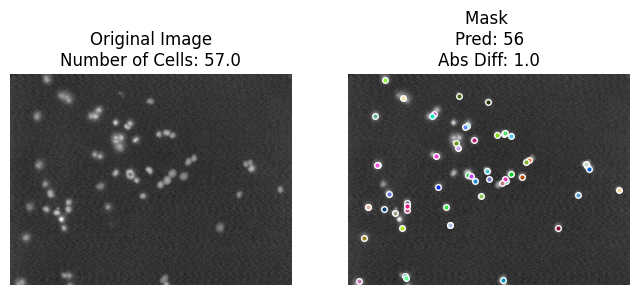 Original Image
Number of Cells: 57.0
Mask
Pred: 56
Abs Diff: 1.0